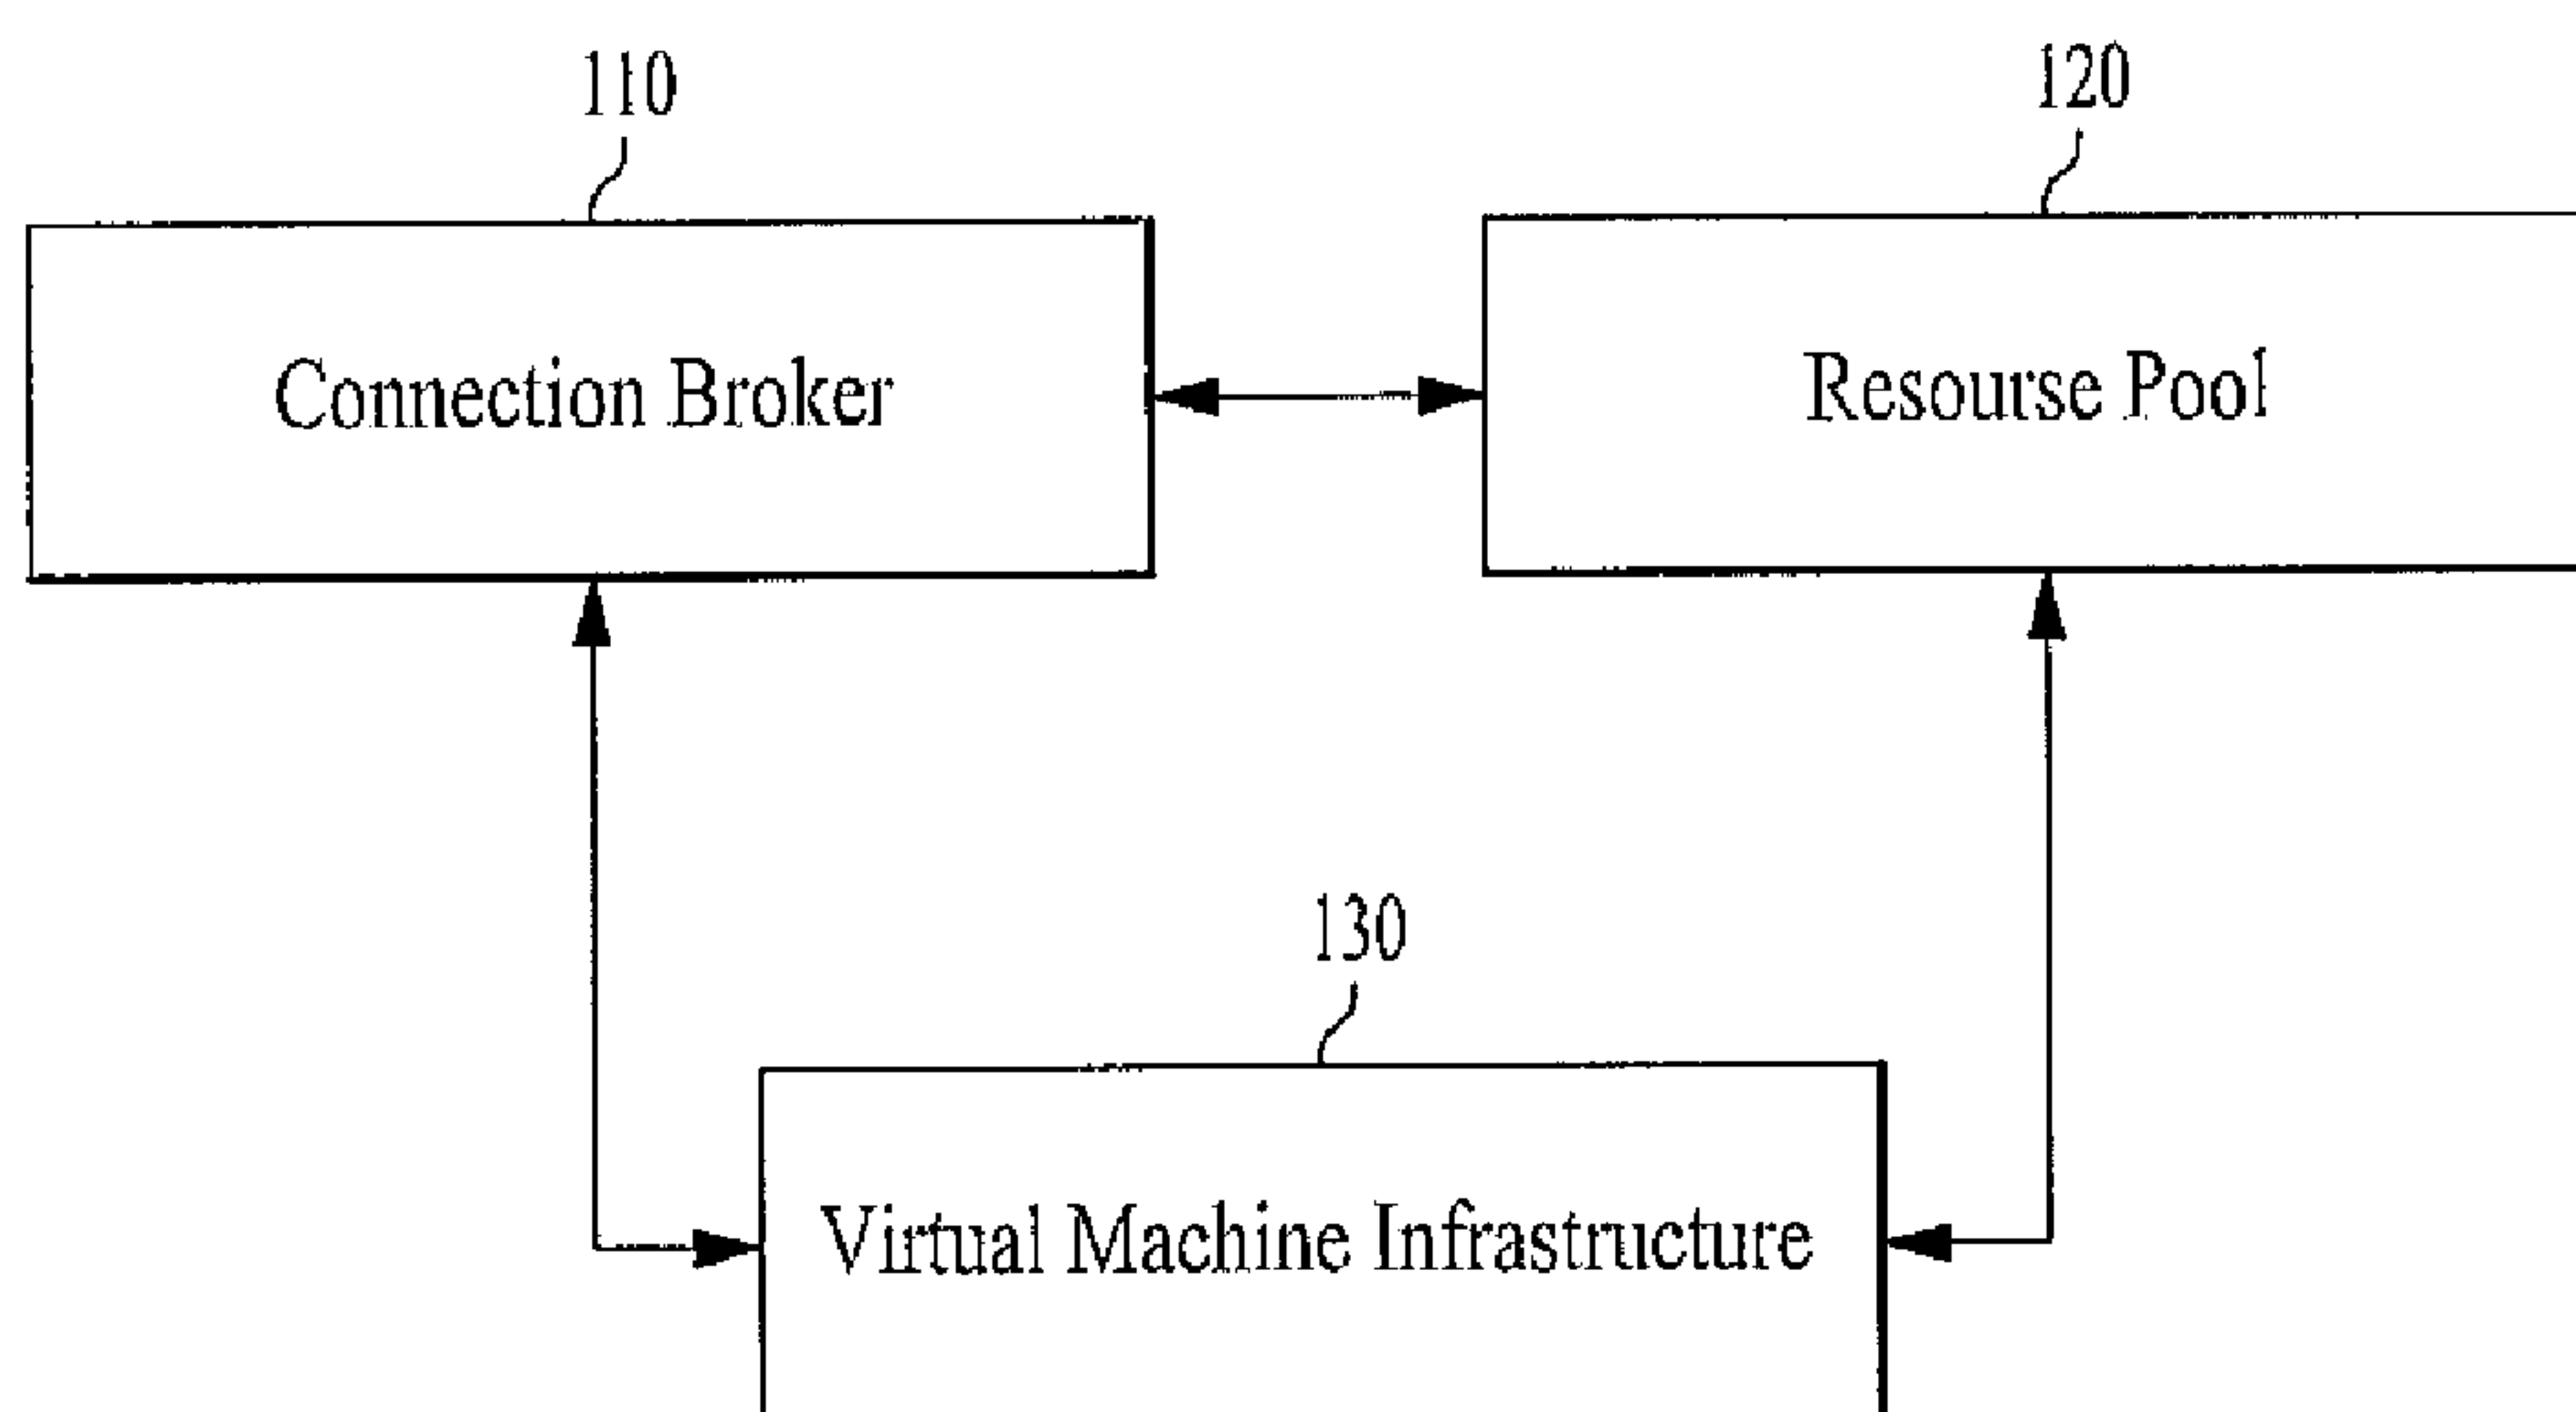 110
120
Connection Broker
Resourse Pool
130
Virtual Machine Infrastructure